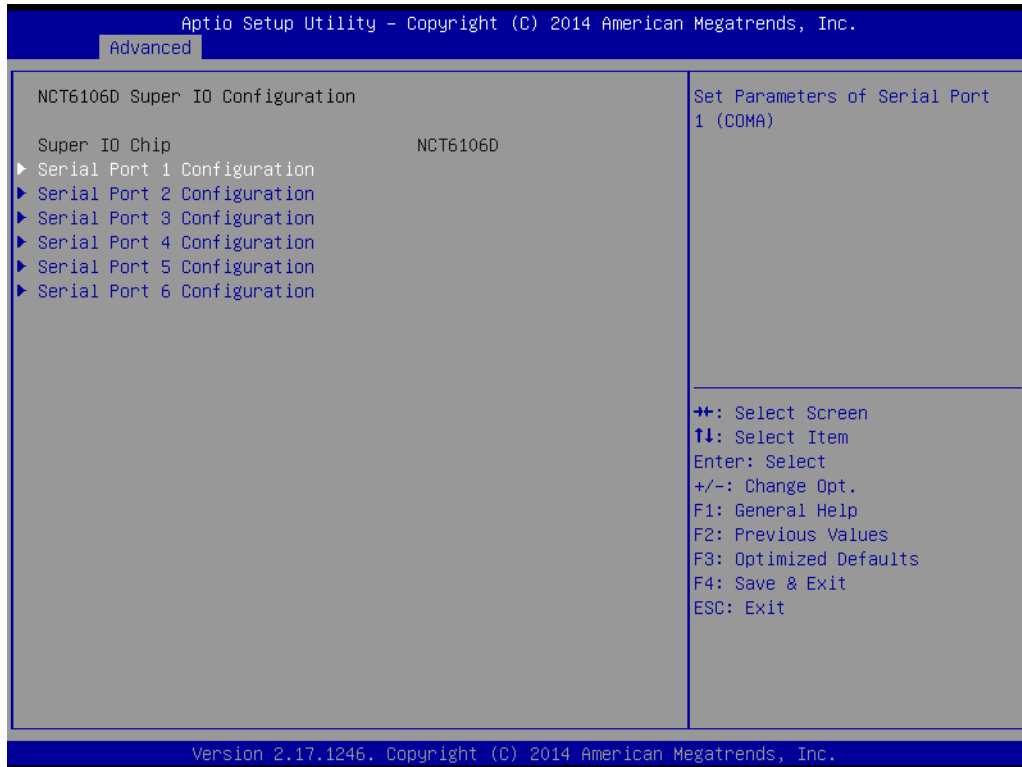 Aptio Setup Utility – Copyright (C) 2014 American Megatrends, Inc.
Advanced
NCT6106D Super IO Configuration
Super IO Chip NCT6106D
▶ Serial Port 1 Configuration
▶ Serial Port 2 Configuration
▶ Serial Port 3 Configuration
▶ Serial Port 4 Configuration
▶ Serial Port 5 Configuration
▶ Serial Port 6 Configuration
Set Parameters of Serial Port
1 (COMA)
→←: Select Screen
↑↓: Select Item
Enter: Select
+/-: Change Opt.
F1: General Help
F2: Previous Values
F3: Optimized Defaults
F4: Save & Exit
ESC: Exit
Version 2.17.1246. Copyright (C) 2014 American Megatrends, Inc.